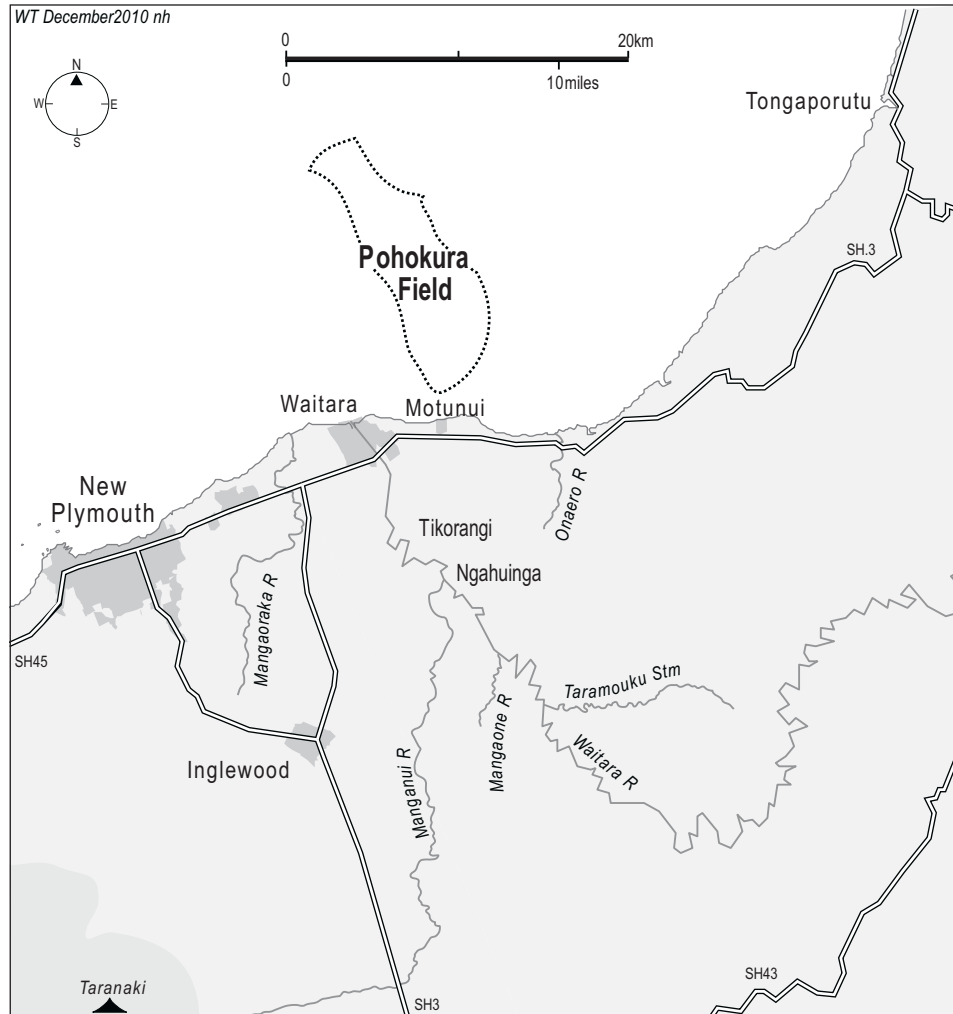 WT December2010 nh
0
20km
0
10miles
N
W
E
S
Tongaporutu
SH.3
Pohokura
Field
Waitara
Motunui
New
Plymouth
Onaero R
Tikorangi
Ngahuinga
Mangaoraka R
SH45
Taramouku Stm
Mangaone R
Waitara R
Manganui R
Inglewood
Taranaki
SH3
SH43